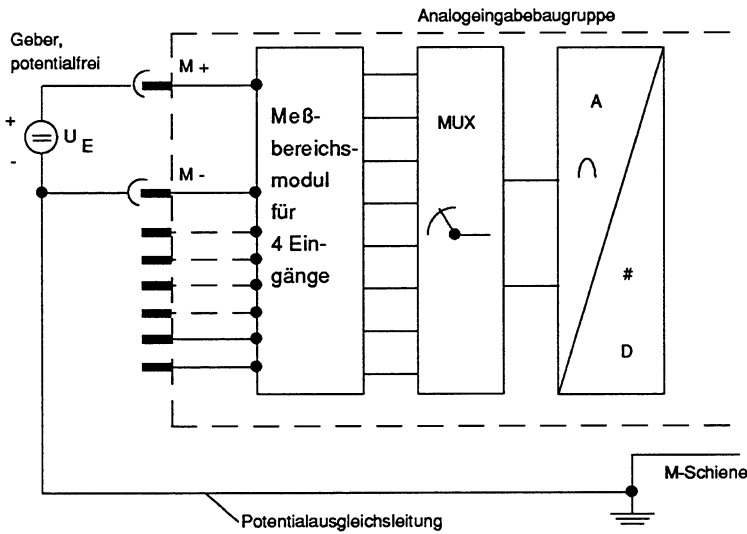 Analogeingabebaugruppe
Geber,
potentialfrei
M +
+
U E
-
M -
Meß-
bereichs-
modul
für
4 Ein-
gänge
MUX
A
∩
#
D
M-Schiene
Potentialausgleichsleitung